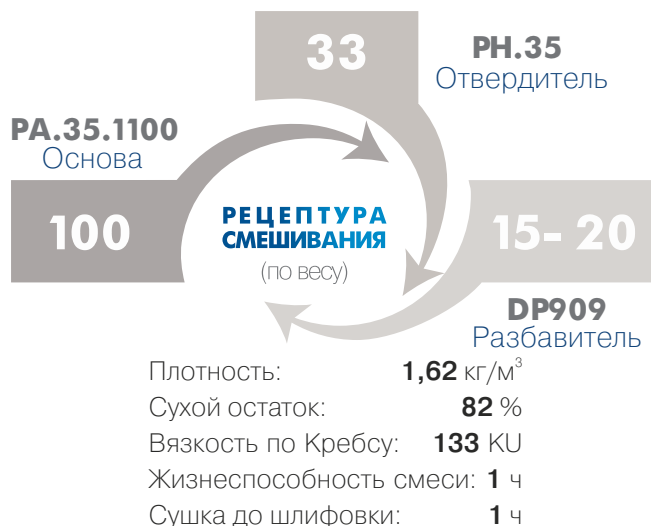 33
PH.35
Отвердитель
PA.35.1100
Основа
100
РЕЦЕПТУРА
СМЕШИВАНИЯ
(по весу)
15- 20
DP909
Разбавитель
Плотность: 1,62 кг/м³
Сухой остаток: 82 %
Вязкость по Кребсу: 133 KU
Жизнеспособность смеси: 1 ч
Сушка до шлифовки: 1 ч